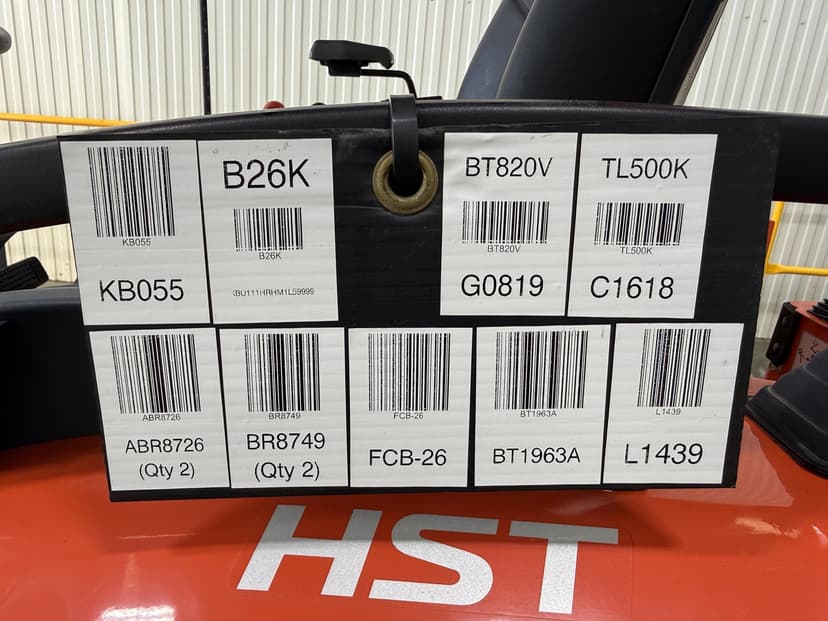 KB055
KB055
B26K
B26K
BT820V
BT820V
G0819
TL500K
TL500K
C1618
ABR8726
ABR8726
(Qty 2)
BR8749
BR8749
(Qty 2)
FCB-26
FCB-26
BT1963A
BT1963A
L1439
L1439
HST